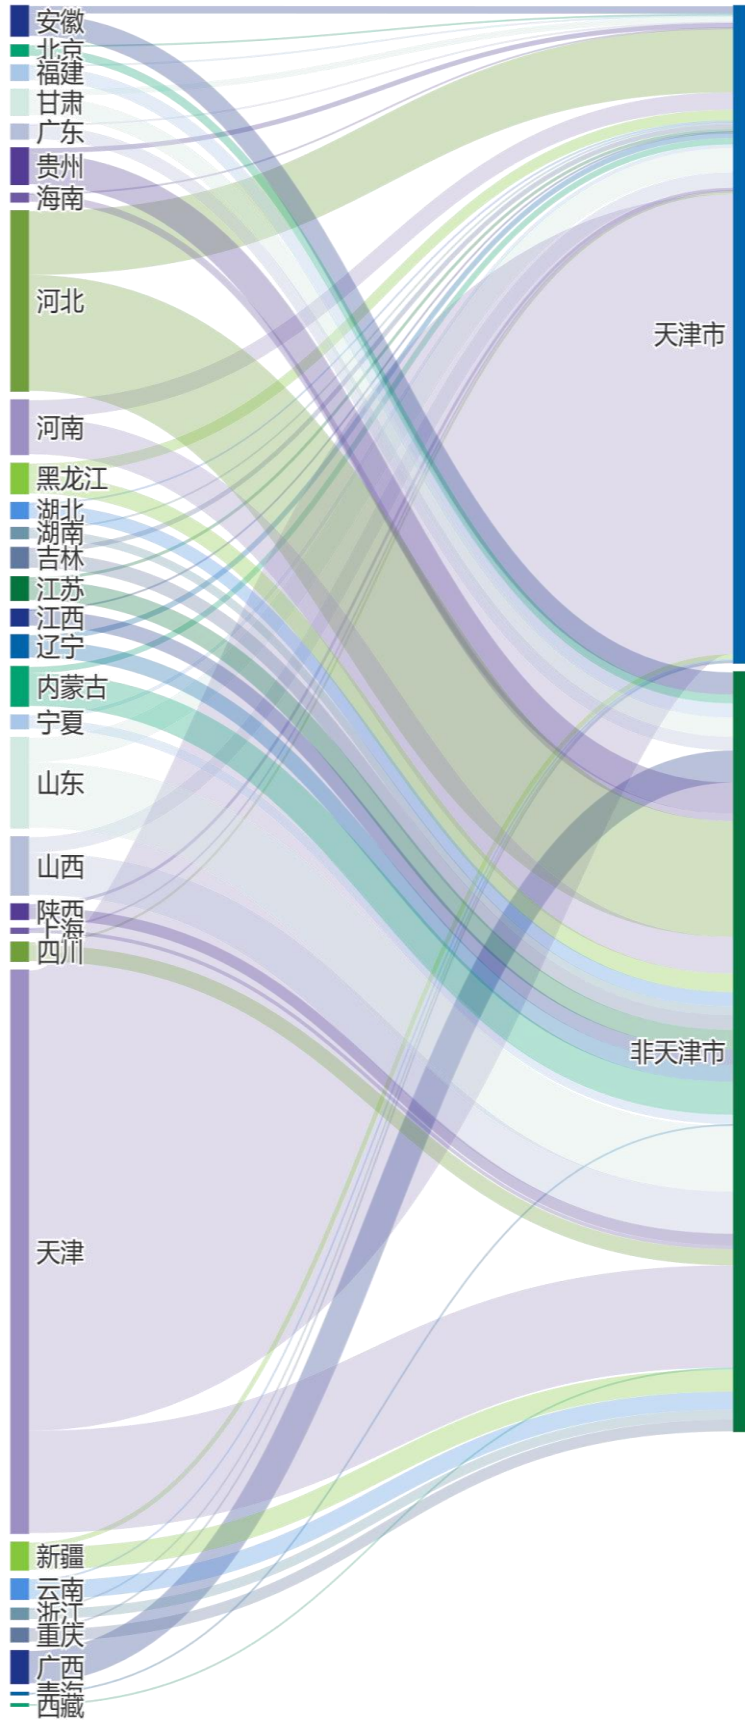 安徽
北京
福建
甘肃
广东
贵州
海南
河北
河南
黑龙江
湖北
湖南
吉林
江苏
江西
辽宁
内蒙古
宁夏
山东
山西
陕西
上海
四川
天津
新疆
云南
浙江
重庆
广西
青海
西藏
天津市
非天津市